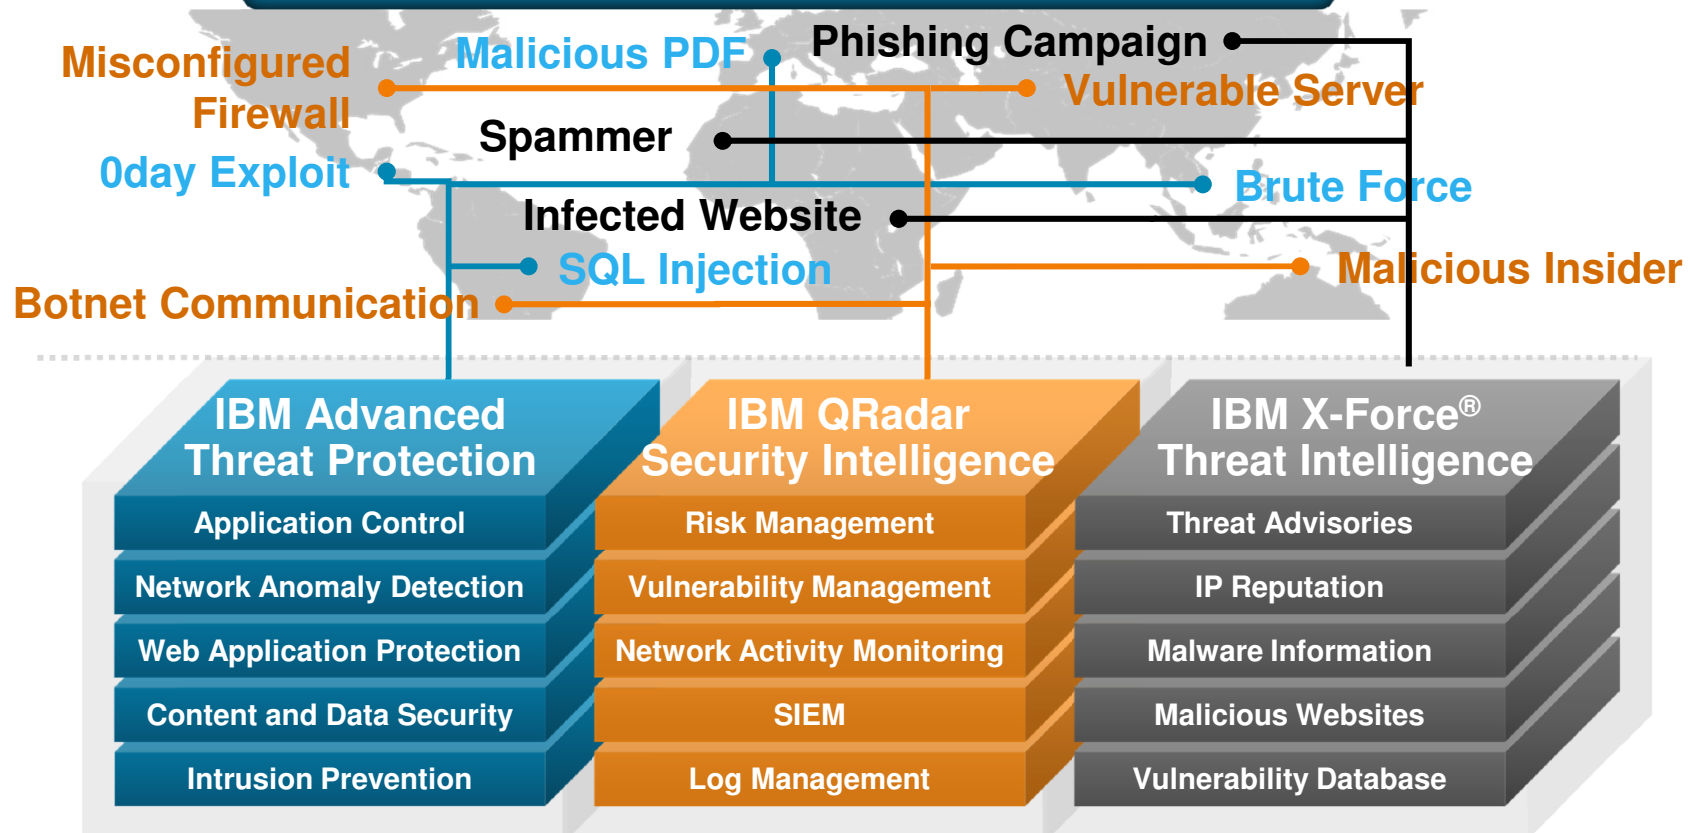 Phishing Campaign
Malicious PDF
Misconfigured
Firewall
Vulnerable Server
Spammer
0day Exploit
Brute Force
Infected Website
SQL Injection
Malicious Insider
Botnet Communication
IBM Advanced
Threat Protection
Application Control
Network Anomaly Detection
Web Application Protection
Content and Data Security
Intrusion Prevention
IBM QRadar
Security Intelligence
Risk Management
Vulnerability Management
Network Activity Monitoring
SIEM
Log Management
IBM X-Force®
Threat Intelligence
Threat Advisories
IP Reputation
Malware Information
Malicious Websites
Vulnerability Database